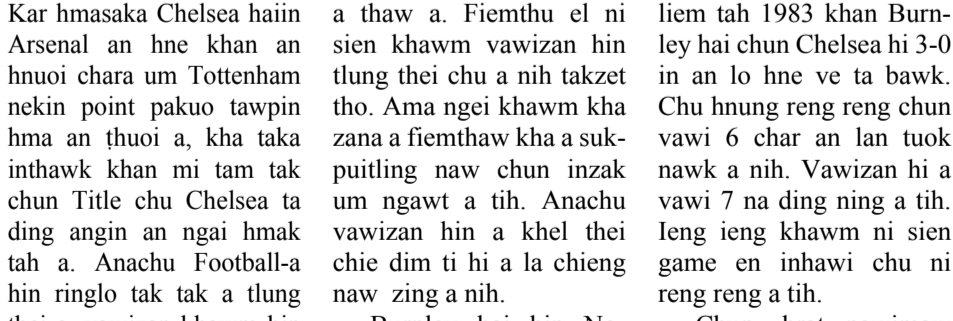 Kar hmasaka Chelsea haiin
Arsenal an hne khan an
hnuoi chara um Tottenham
nekin point pakuo tawpin
hma an ṭhuoi a, kha taka
inthawk khan mi tam tak
chun Title chu Chelsea ta
ding angin an ngai hmak
tah a. Anachu Football-a
hin ringlo tak tak a tlung
a thaw a. Fiemthu el ni
sien khawm vawizan hin
tlung thei chu a nih takzet
tho. Ama ngei khawm kha
zana a fiemthaw kha a suk-
puitling naw chun inzak
um ngawt a tih. Anachu
vawizan hin a khel thei
chie dim ti hi a la chieng
naw zing a nih.
liem tah 1983 khan Burn-
ley hai chun Chelsea hi 3-0
in an lo hne ve ta bawk.
Chu hnung reng reng chun
vawi 6 char an lan tuok
nawk a nih. Vawizan hi a
vawi 7 na ding ning a tih.
Ieng ieng khawm ni sien
game en inhawi chu ni
reng reng a tih.